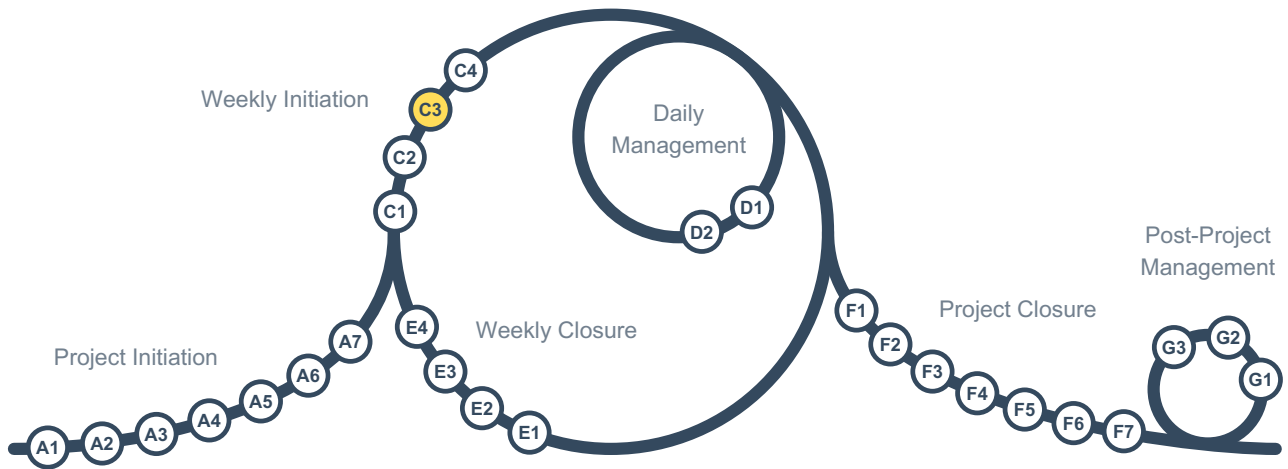 Project Initiation
A1
A2
A3
A4
A5
A6
A7
Weekly Initiation
C1
C2
C3
C4
Daily
Management
D1
D2
Weekly Closure
E1
E2
E3
E4
Project Closure
F1
F2
F3
F4
F5
F6
F7
Post-Project
Management
G1
G2
G3